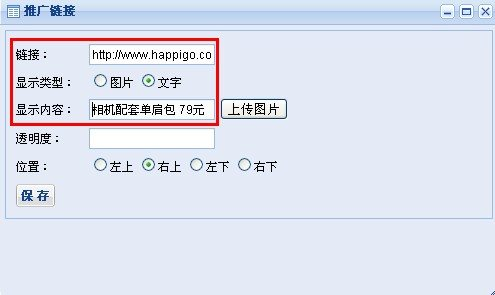 推广链接
链接： http://www.happigo.co
显示类型： 图片 文字
显示内容： 相机配套单肩包 79元 上传图片
透明度：
位置： 左上 右上 左下 右下
保存